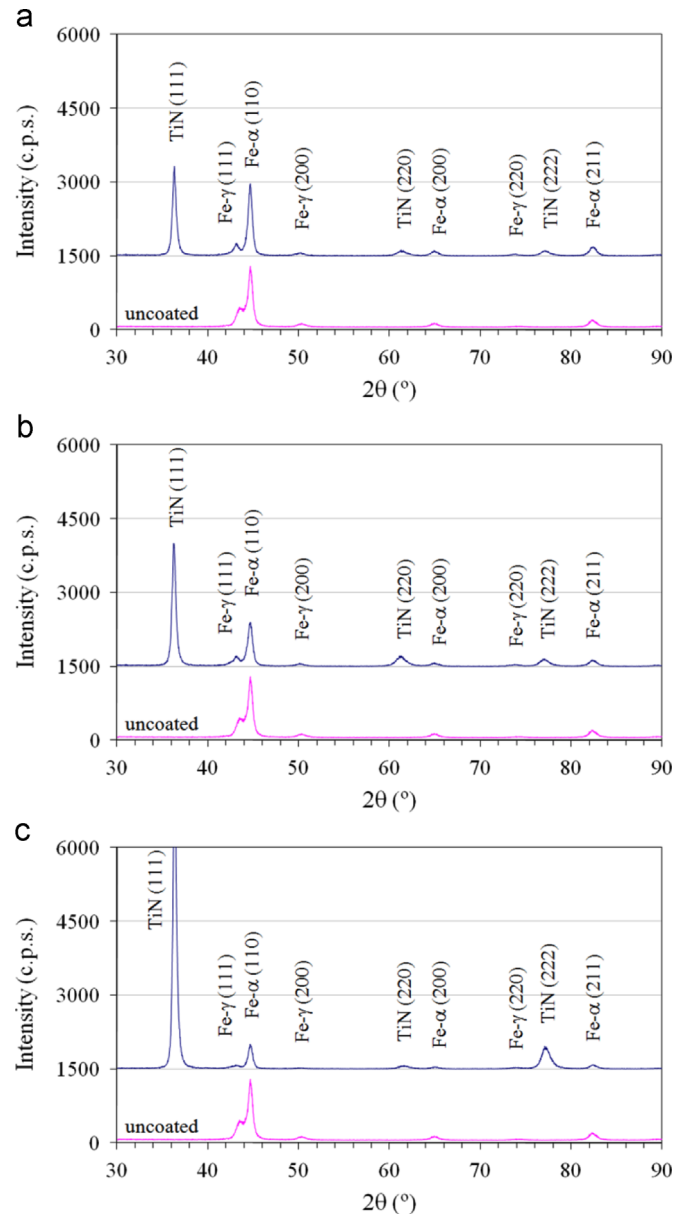 a
6000
4500
3000
1500
0
Intensity (c.p.s.)
TiN (111)
Fe-γ (111)
Fe-α (110)
Fe-γ (200)
TiN (220)
Fe-α (200)
Fe-γ (220)
TiN (222)
Fe-α (211)
uncoated
30 40 50 60 70 80 90
2θ (º)
b
6000
4500
3000
1500
0
Intensity (c.p.s.)
TiN (111)
Fe-γ (111)
Fe-α (110)
Fe-γ (200)
TiN (220)
Fe-α (200)
Fe-γ (220)
TiN (222)
Fe-α (211)
uncoated
30 40 50 60 70 80 90
2θ (º)
c
6000
4500
3000
1500
0
Intensity (c.p.s.)
TiN (111)
Fe-γ (111)
Fe-α (110)
Fe-γ (200)
TiN (220)
Fe-α (200)
Fe-γ (220)
TiN (222)
Fe-α (211)
uncoated
30 40 50 60 70 80 90
2θ (º)